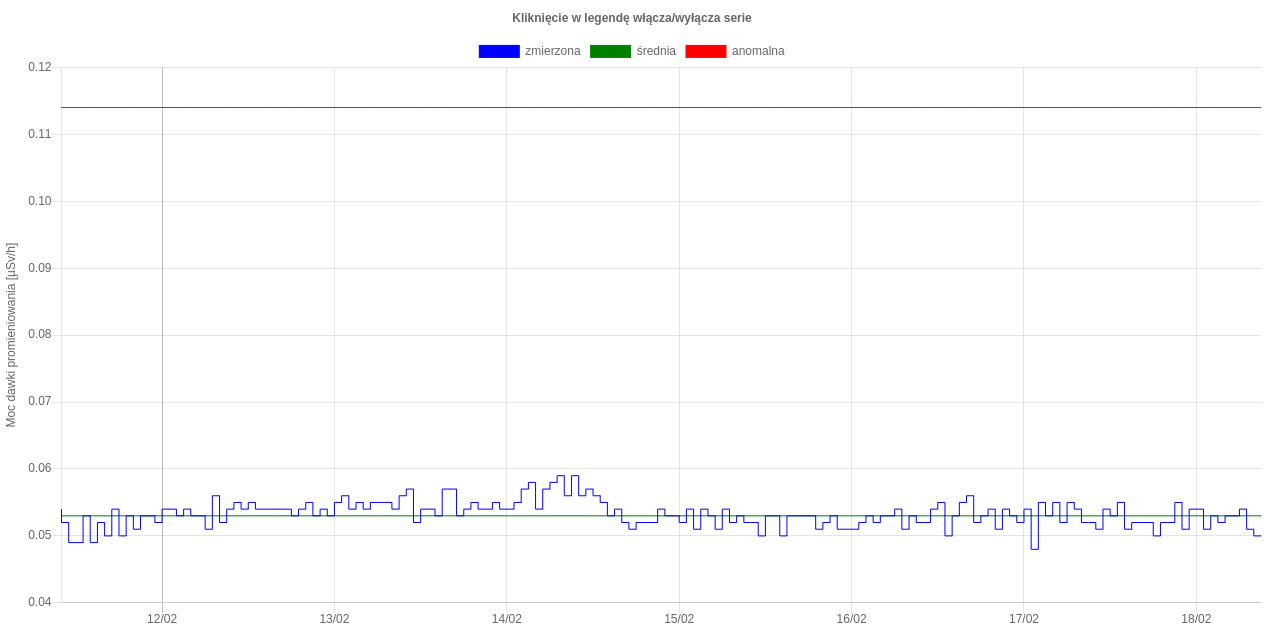 Kliknięcie w legendę włącza/wyłącza serie
zmierzona średnia anomalna
0.12
0.11
0.10
0.09
0.08
0.07
0.06
0.05
0.04
Moc dawki promieniowania [µSv/h]
12/02 13/02 14/02 15/02 16/02 17/02 18/02